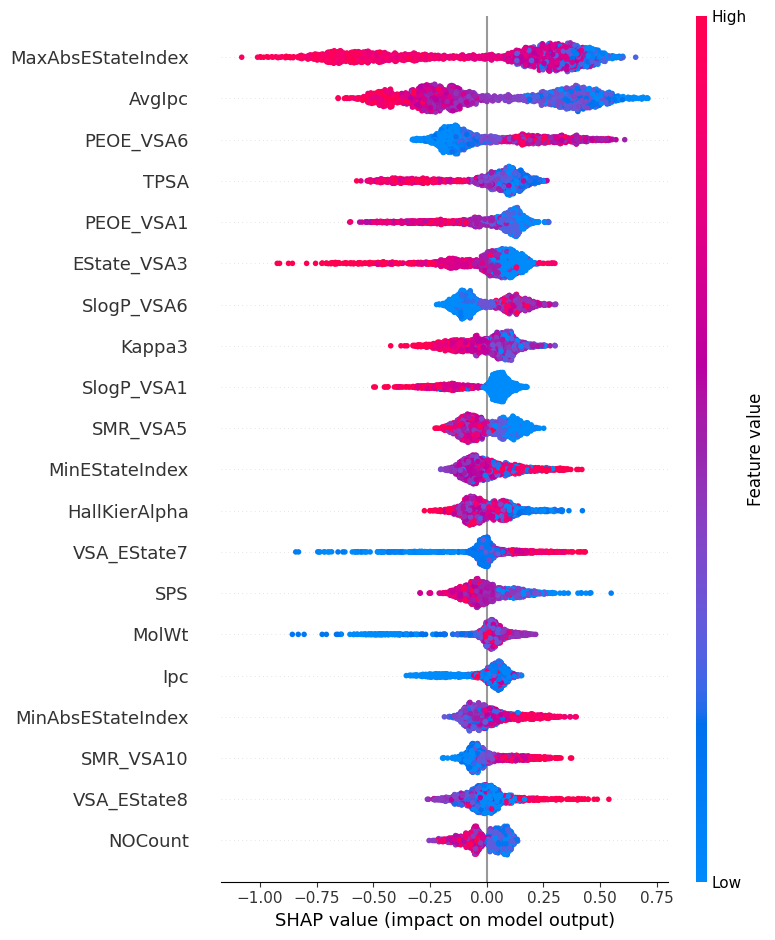 High
MaxAbsEStateIndex
AvgIpc
PEOE_VSA6
TPSA
PEOE_VSA1
EState_VSA3
SlogP_VSA6
Kappa3
SlogP_VSA1
SMR_VSA5
MinEStateIndex
HallKierAlpha
VSA_EState7
SPS
MolWt
Ipc
MinAbsEStateIndex
SMR_VSA10
VSA_EState8
NOCount
Feature value
Low
−1.00 −0.75 −0.50 −0.25 0.00 0.25 0.50 0.75
SHAP value (impact on model output)